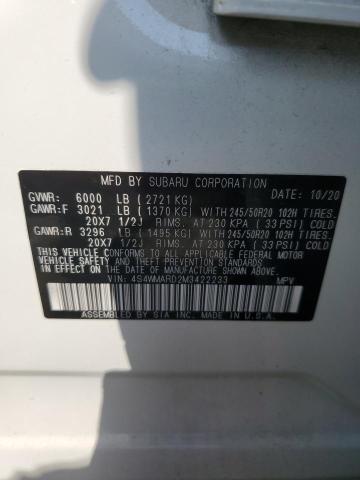 MFD BY SUBARU CORPORATION DATE: 10/20
GVWR: 6000 LB (2721 KG)
GAWR:F 3021 LB (1370 KG) WITH 245/50R20 102H TIRES.
20X7 1/2J RIMS. AT 230 KPA (33 PSI) COLD
GAWR:R 3296 LB (1495 KG) WITH 245/50R20 102H TIRES.
20X7 1/2J RIMS. AT 230 KPA (33 PSI) COLD
THIS VEHICLE CONFORMS TO ALL APPLICABLE FEDERAL MOTOR
VEHICLE SAFETY AND THEFT PREVENTION STANDARDS
IN EFFECT ON THE DATE OF MANUFACTURE SHOWN ABOVE.
VIN: 4S4WMARD2M3422233 MPV
ASSEMBLED BY SIA INC. MADE IN U.S.A.